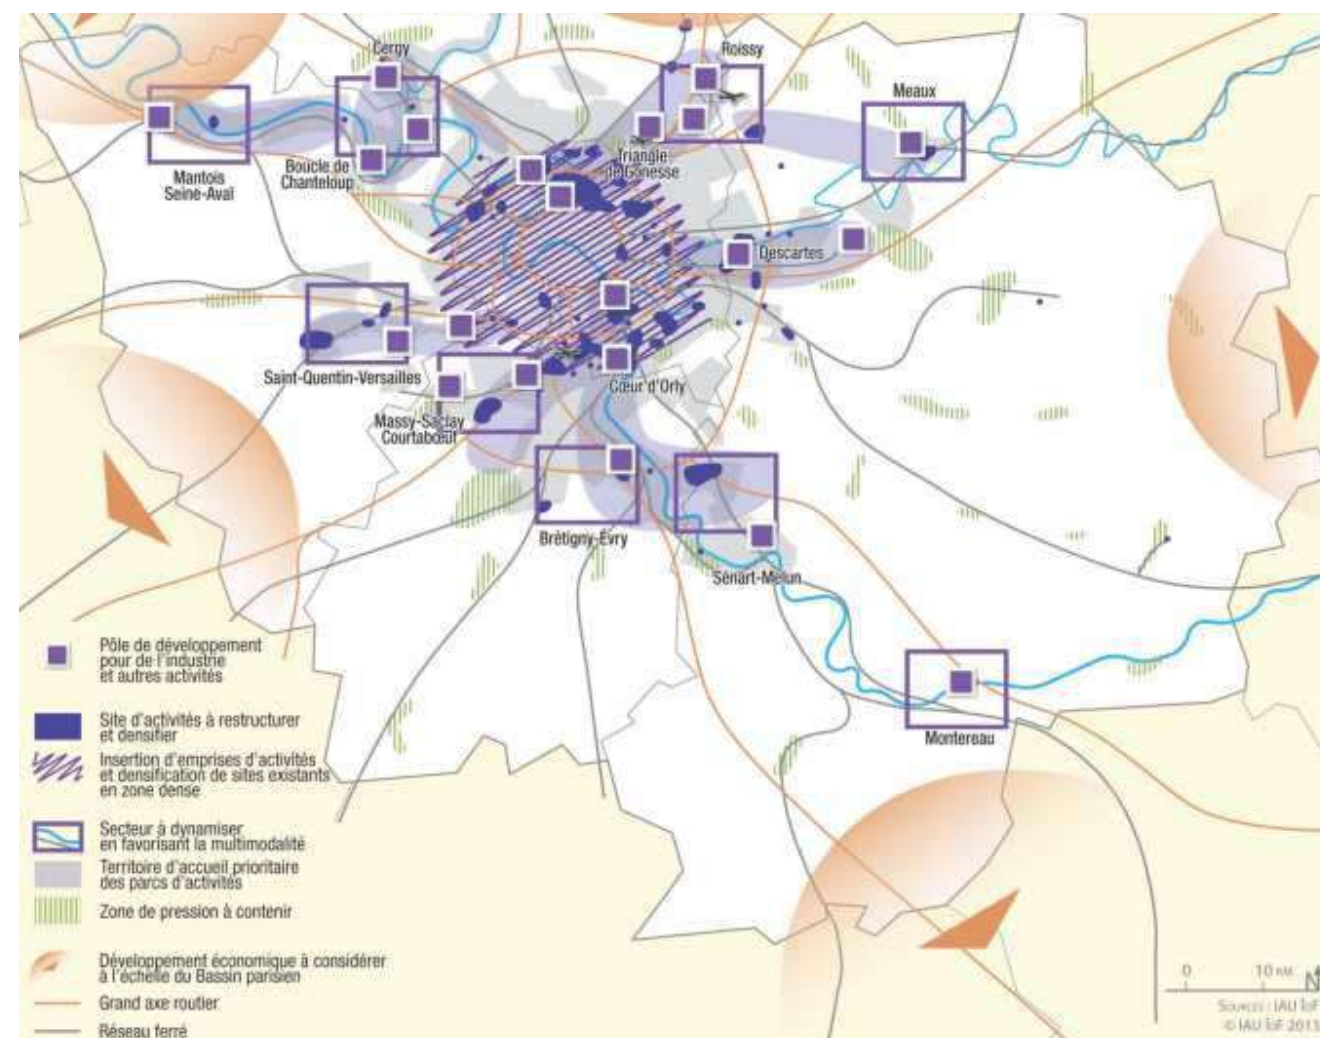 Cergy
Roissy
Meaux
Mantois
Seine-Aval
Boucle de
Chanteloup
Triangle
de Gonesse
Descartes
Saint-Quentin-Versailles
Cœur d'Orly
Massy-Saclay
Courtabœuf
Brétigny-Évry
Sénart-Melun
Montereau
Pôle de développement
pour de l'industrie
et autres activités
Site d'activités à restructurer
et densifier
Insertion d'emprises d'activités
et densification de sites existants
en zone dense
Secteur à dynamiser
en favorisant la multimodalité
Territoire d'accueil prioritaire
des parcs d'activités
Zone de pression à contenir
Développement économique à considérer
à l'échelle du Bassin parisien
Grand axe routier
Réseau ferré
0 10 KM N
SOURCES : IAU îdF
© IAU îdF 2013